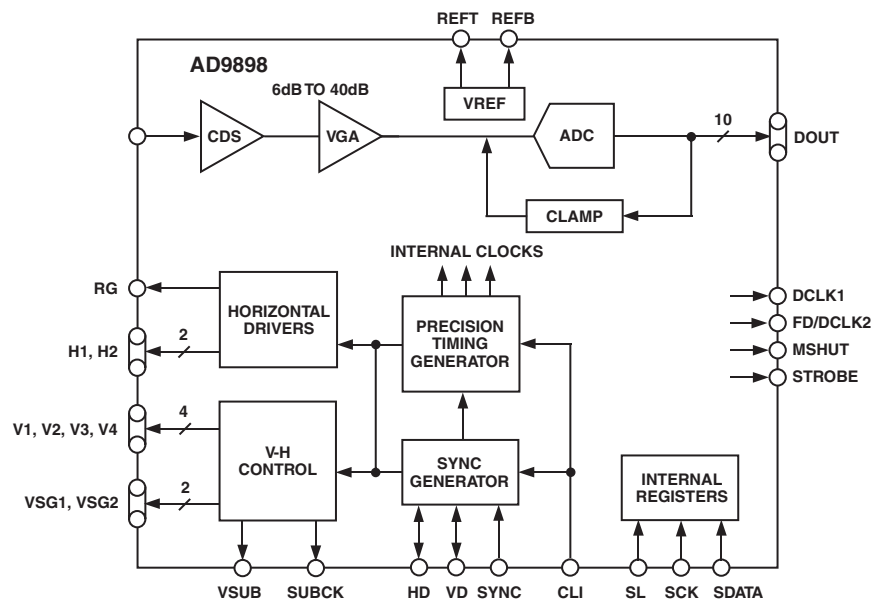 REFT REFB
AD9898
6dB TO 40dB
VREF
CDS
VGA
ADC
10
DOUT
CLAMP
INTERNAL CLOCKS
RG
HORIZONTAL
DRIVERS
PRECISION
TIMING
GENERATOR
DCLK1
FD/DCLK2
MSHUT
STROBE
H1, H2
2
V1, V2, V3, V4
4
V-H
CONTROL
SYNC
GENERATOR
INTERNAL
REGISTERS
VSG1, VSG2
2
VSUB SUBCK HD VD SYNC CLI SL SCK SDATA